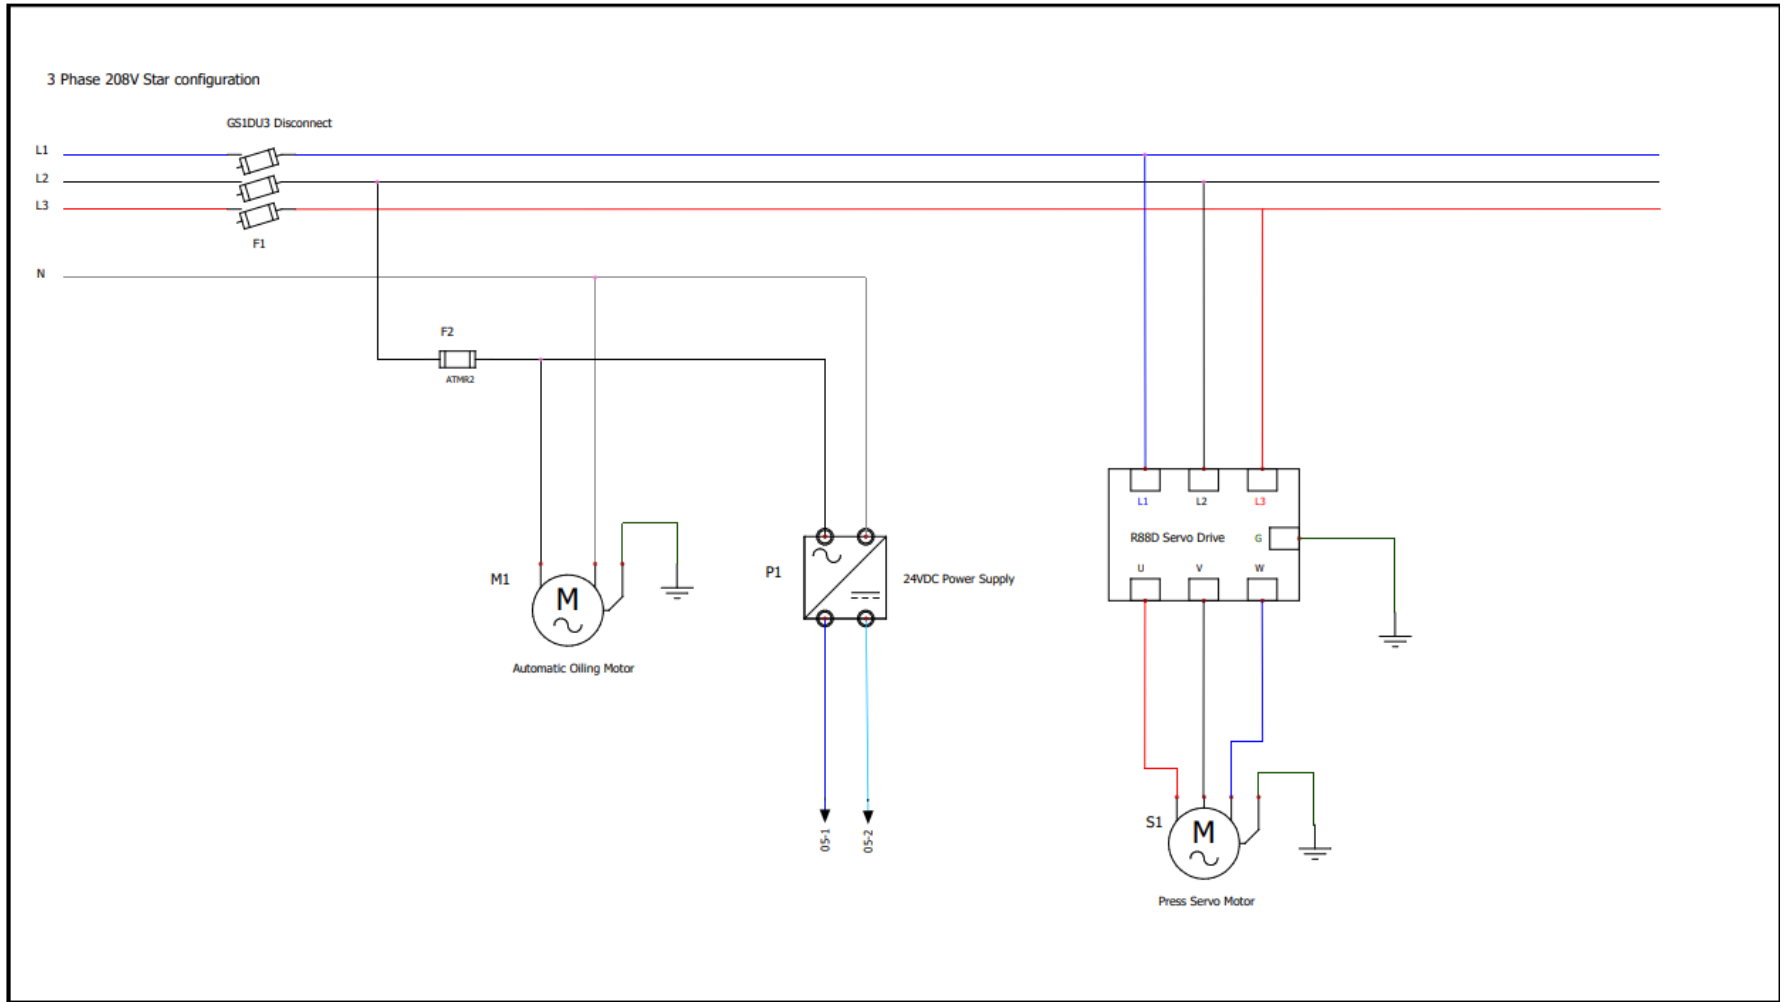 3 Phase 208V Star configuration
GS1DU3 Disconnect
L1
L2
L3
F1
N
F2
ATMR2
L1 L2 L3
R88D Servo Drive G
U V W
M1
M
Automatic Oiling Motor
P1
24VDC Power Supply
05-1
05-2
S1
M
Press Servo Motor